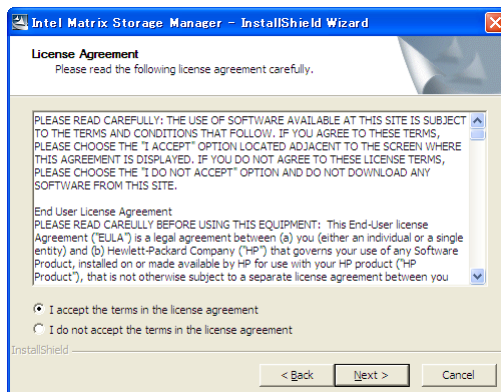 Intel Matrix Storage Manager - InstallShield Wizard
License Agreement
Please read the following license agreement carefully.
PLEASE READ CAREFULLY: THE USE OF SOFTWARE AVAILABLE AT THIS SITE IS SUBJECT
TO THE TERMS AND CONDITIONS THAT FOLLOW. IF YOU AGREE TO THESE TERMS,
PLEASE CHOOSE THE "I ACCEPT" OPTION LOCATED ADJACENT TO THE SCREEN WHERE
THIS AGREEMENT IS DISPLAYED. IF YOU DO NOT AGREE TO THESE LICENSE TERMS,
PLEASE CHOOSE THE "I DO NOT ACCEPT" OPTION AND DO NOT DOWNLOAD ANY
SOFTWARE FROM THIS SITE.
End User License Agreement
PLEASE READ CAREULLY BEFORE USING THIS EQUIPMENT: This End-User license
Agreement ("EULA") is a legal agreement between (a) you (either an individual or a single
entity) and (b) Hewlett-Packard Company ("HP") that governs your use of any Software
Product, installed on or made available by HP for use with your HP product ("HP
Product"), that is not otherwise subject to a separate license agreement between you
I accept the terms in the license agreement
I do not accept the terms in the license agreement
InstallShield
< Back Next > Cancel